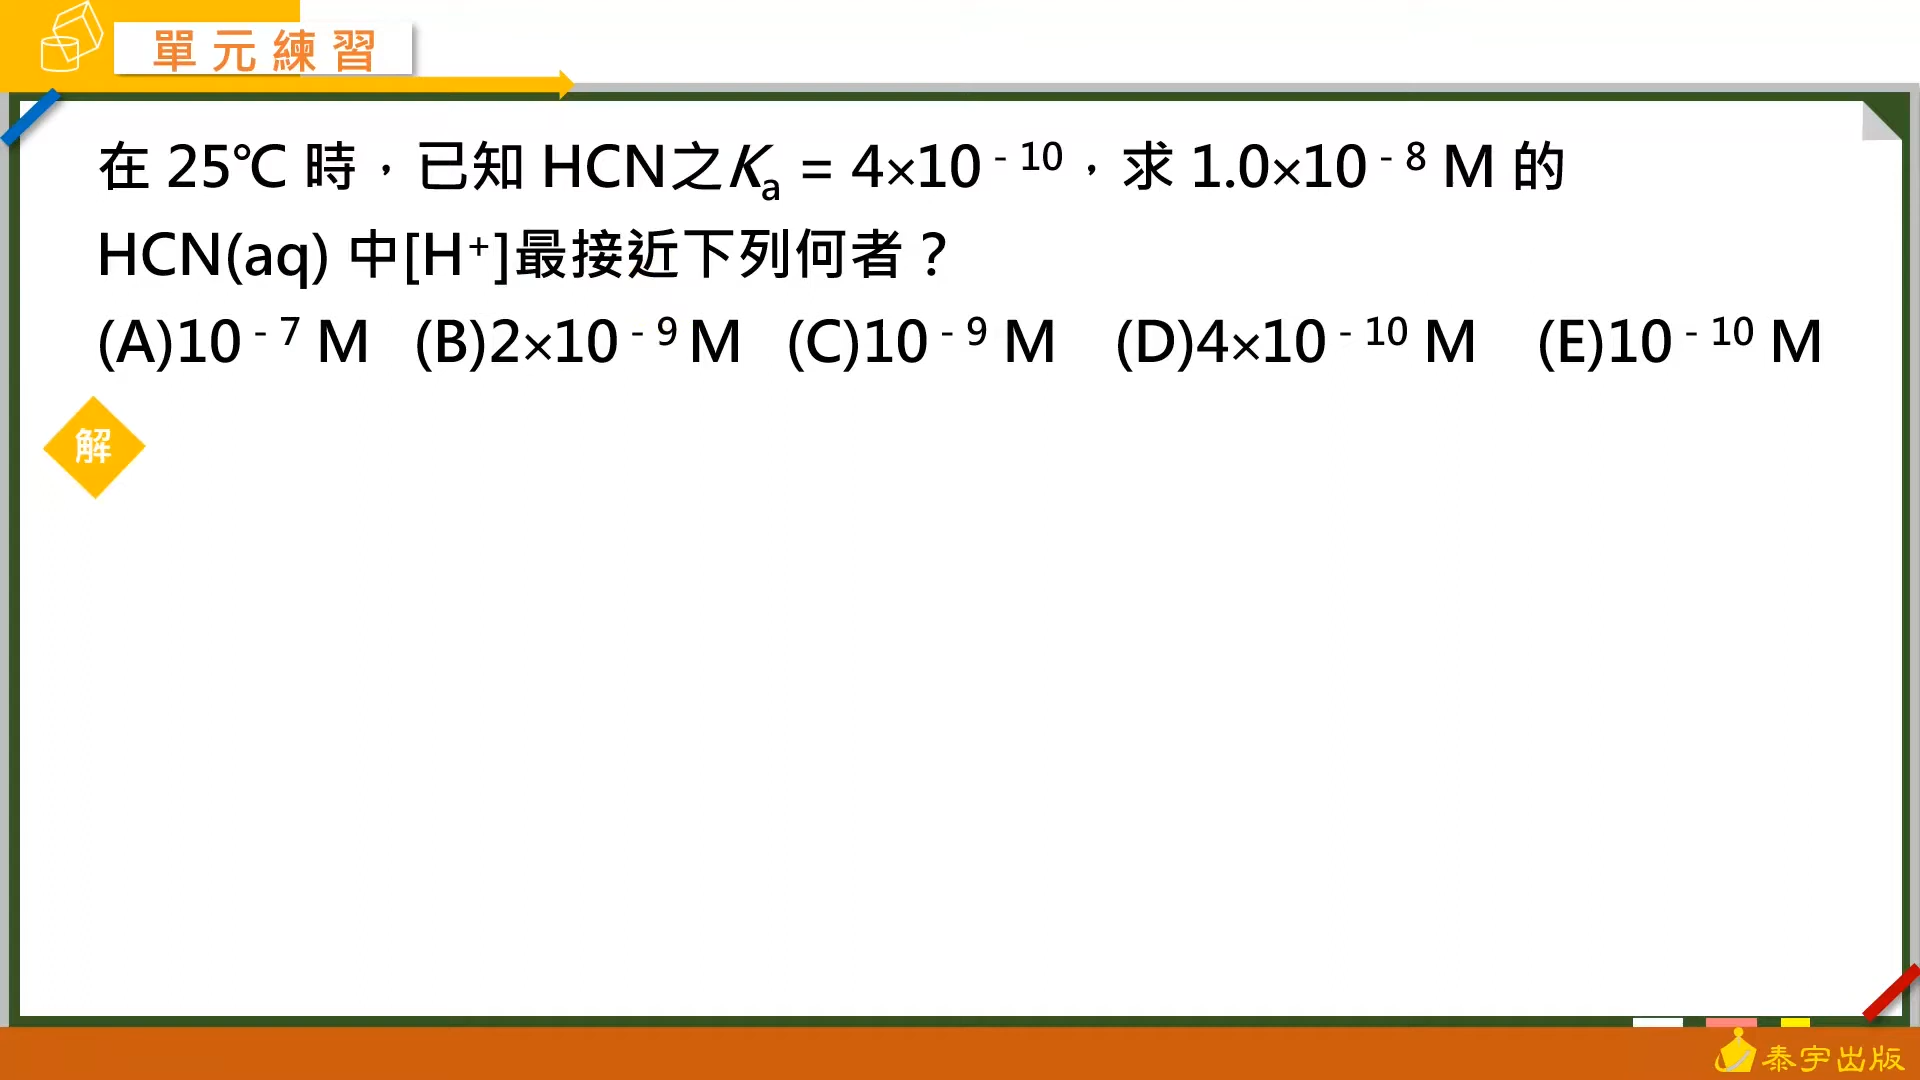 單元練習
在 25℃ 時，已知 HCN之Kₐ = 4×10⁻¹⁰，求 1.0×10⁻⁸ M 的
HCN(aq) 中[H⁺]最接近下列何者？
(A)10⁻⁷ M (B)2×10⁻⁹ M (C)10⁻⁹ M (D)4×10⁻¹⁰ M (E)10⁻¹⁰ M
解
泰宇出版